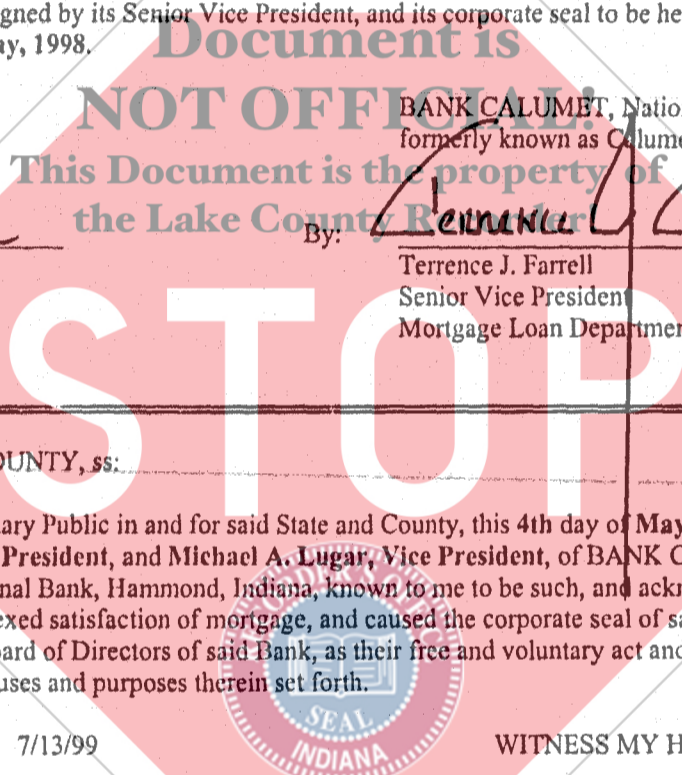 gned by its Senior Vice President, and its corporate seal to be he
ay, 1998.
Document is
NOT OFFICIAL!
This Document is the property of
the Lake County Recorder!
BANK CALUMET, Natio
formerly known as Calume
By: Terrence J
Terrence J. Farrell
Senior Vice President
Mortgage Loan Departmen
STOP
OUNTY, ss:
ary Public in and for said State and County, this 4th day of May
President, and Michael A. Lugar, Vice President, of BANK C
nal Bank, Hammond, Indiana, known to me to be such, and ackn
exed satisfaction of mortgage, and caused the corporate seal of sa
oard of Directors of said Bank, as their free and voluntary act and
uses and purposes therein set forth.
RECORDER'S OFFIC
SEAL
INDIANA
7/13/99 WITNESS MY H